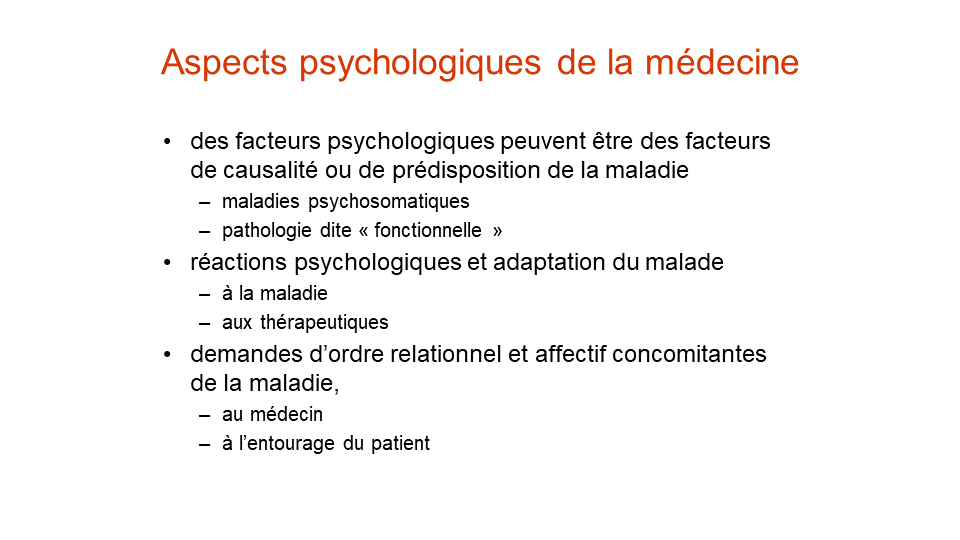 Aspects psychologiques de la médecine
• des facteurs psychologiques peuvent être des facteurs
de causalité ou de prédisposition de la maladie
– maladies psychosomatiques
– pathologie dite « fonctionnelle »
• réactions psychologiques et adaptation du malade
– à la maladie
– aux thérapeutiques
• demandes d’ordre relationnel et affectif concomitantes
de la maladie,
– au médecin
– à l’entourage du patient